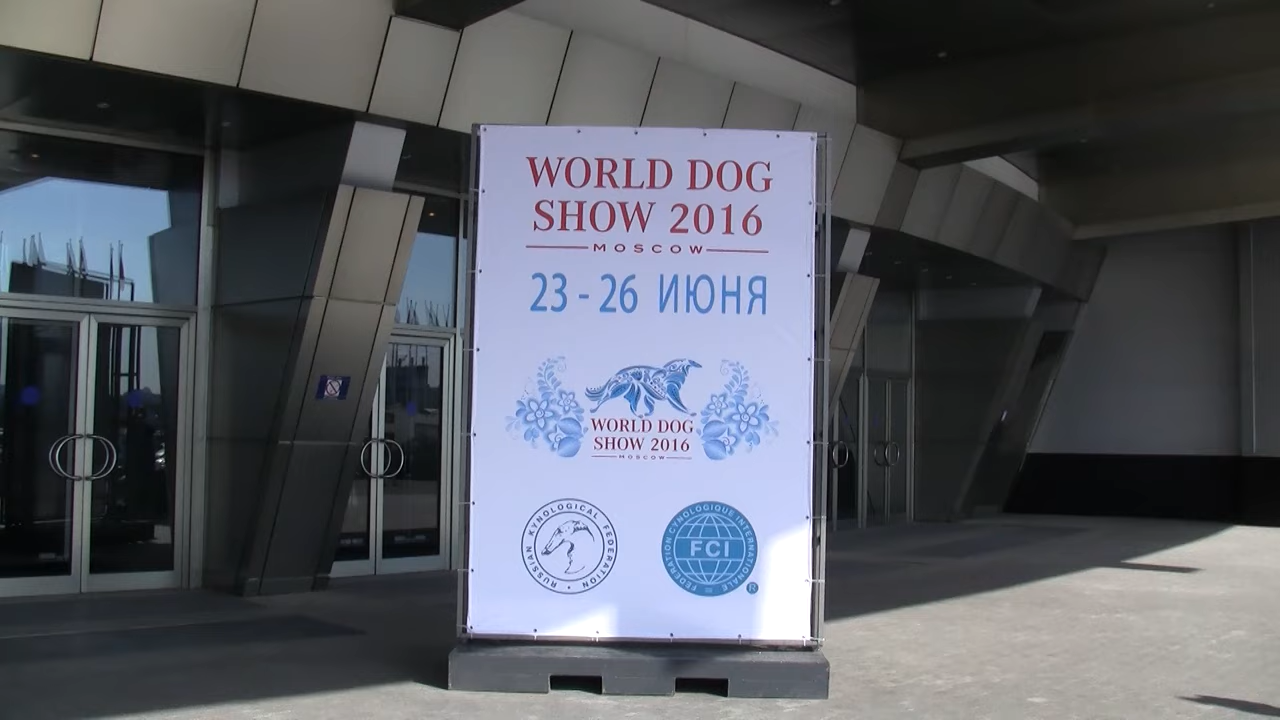 WORLD DOG
SHOW 2016
MOSCOW
23 - 26 ИЮНЯ
WORLD DOG
SHOW 2016
MOSCOW
RUSSIAN KYNOLOGICAL FEDERATION
FEDERATION CYNOLOGIQUE INTERNATIONALE
FCI
®